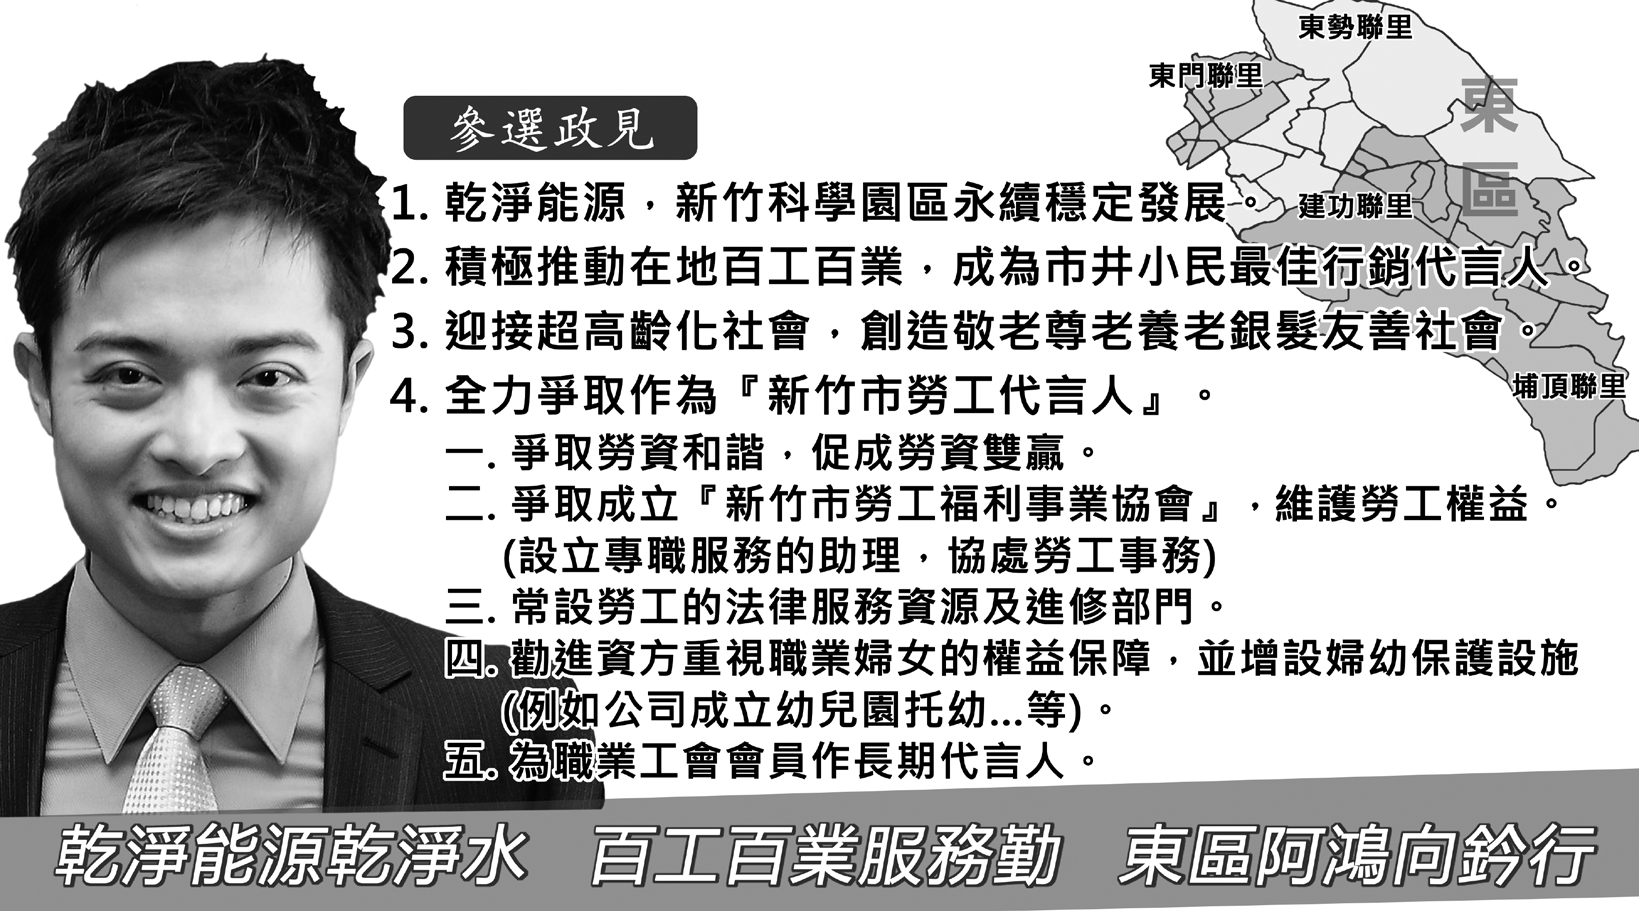 參選政見
東勢聯里
東門聯里
東區
建功聯里
埔頂聯里
1. 乾淨能源，新竹科學園區永續穩定發展。
2. 積極推動在地百工百業，成為市井小民最佳行銷代言人。
3. 迎接超高齡化社會，創造敬老尊老養老銀髮友善社會。
4. 全力爭取作為『新竹市勞工代言人』。
一. 爭取勞資和諧，促成勞資雙贏。
二. 爭取成立『新竹市勞工福利事業協會』，維護勞工權益。
(設立專職服務的助理，協處勞工事務)
三. 常設勞工的法律服務資源及進修部門。
四. 勸進資方重視職業婦女的權益保障，並增設婦幼保護設施
(例如公司成立幼兒園托幼...等)。
五. 為職業工會會員作長期代言人。
乾淨能源乾淨水　百工百業服務勤　東區阿鴻向鈐行